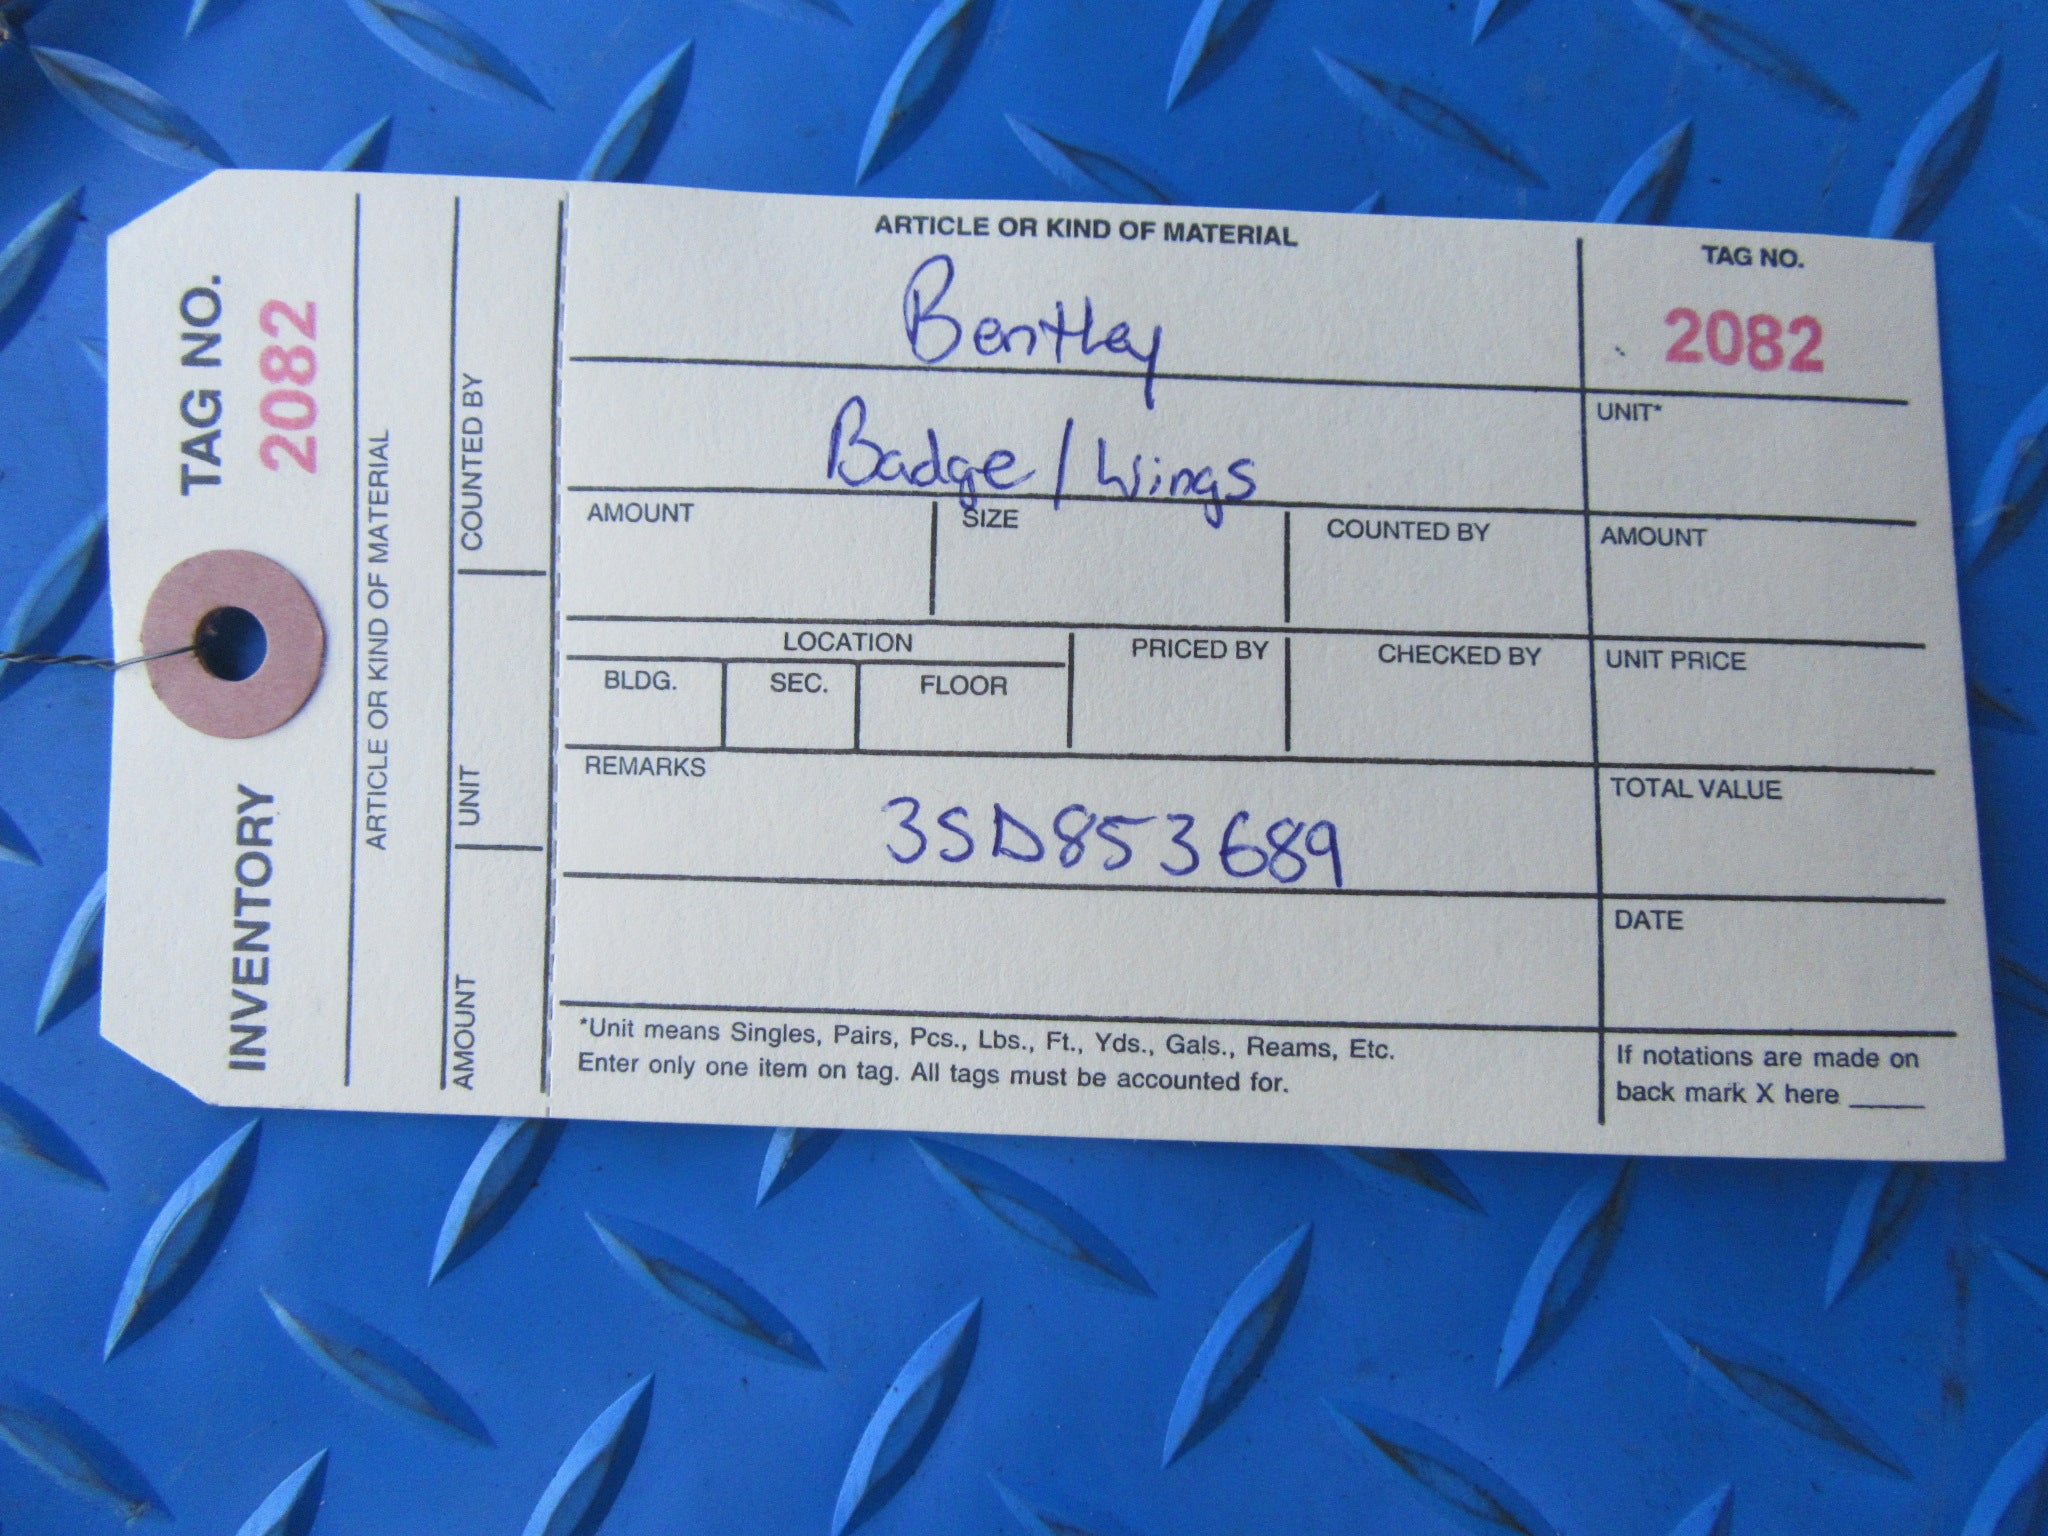 TAG NO.
2082
INVENTORY
ARTICLE OR KIND OF MATERIAL
COUNTED BY
UNIT
AMOUNT
ARTICLE OR KIND OF MATERIAL
Bentley
Badge / Wings
TAG NO.
2082
UNIT*
AMOUNT
SIZE
COUNTED BY
AMOUNT
LOCATION
BLDG.
SEC.
FLOOR
PRICED BY
CHECKED BY
UNIT PRICE
REMARKS
3SD853689
TOTAL VALUE
DATE
*Unit means Singles, Pairs, Pcs., Lbs., Ft., Yds., Gals., Reams, Etc.
Enter only one item on tag. All tags must be accounted for.
If notations are made on
back mark X here